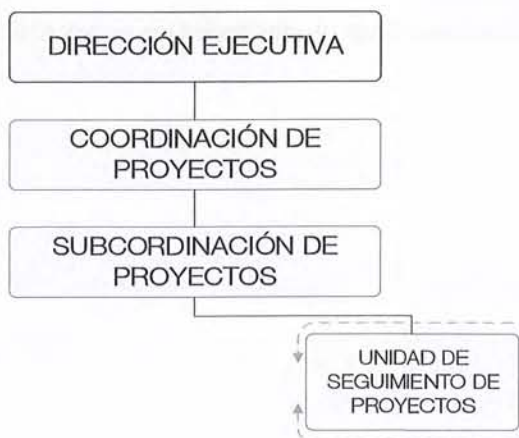 DIRECCIÓN EJECUTIVA
COORDINACIÓN DE
PROYECTOS
SUBCORDINACIÓN DE
PROYECTOS
UNIDAD DE
SEGUIMIENTO DE
PROYECTOS